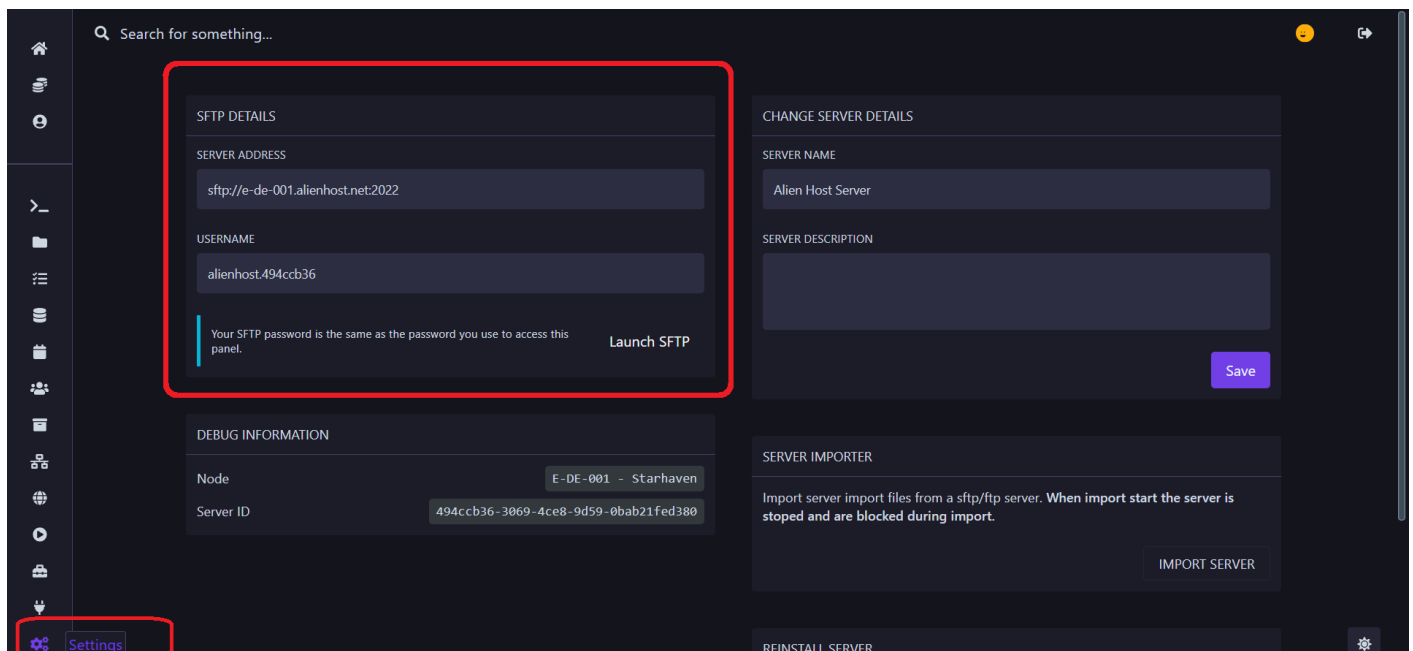 Search for something...
SFTP DETAILS
SERVER ADDRESS
sftp://e-de-001.alienhost.net:2022
USERNAME
alienhost.494ccb36
Your SFTP password is the same as the password you use to access this
panel.
Launch SFTP
CHANGE SERVER DETAILS
SERVER NAME
Alien Host Server
SERVER DESCRIPTION
Save
DEBUG INFORMATION
Node
E-DE-001 - Starhaven
Server ID
494ccb36-3069-4ce8-9d59-0bab21fed380
SERVER IMPORTER
Import server import files from a sftp/ftp server. When import start the server is
stoped and are blocked during import.
IMPORT SERVER
Settings
REINSTALL SERVER